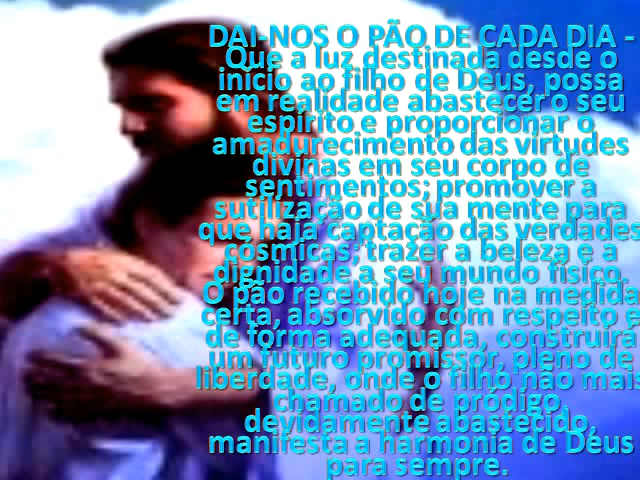 DAI-NOS O PÃO DE CADA DIA -
Que a luz destinada desde o
início ao filho de Deus, possa
em realidade abastecer o seu
espírito e proporcionar o
amadurecimento das virtudes
divinas em seu corpo de
sentimentos; promover a
sutilização de sua mente para
que haja captação das verdades
cósmicas; trazer a beleza e a
dignidade a seu mundo físico.
O pão recebido hoje na medida
certa, absorvido com respeito e
de forma adequada, construirá
um futuro promissor, pleno de
liberdade, onde o filho não mais
chamado de pródigo,
devidamente abastecido,
manifesta a harmonia de Deus
para sempre.